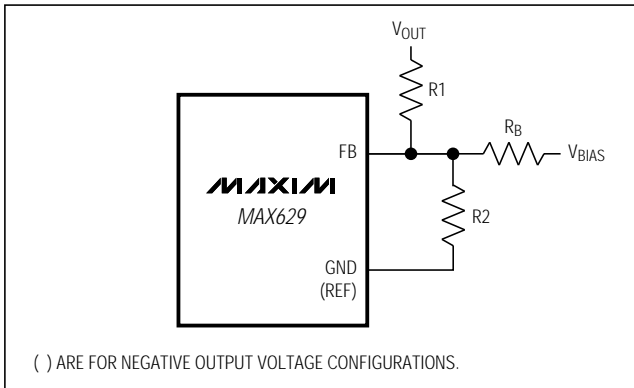 VOUT
R1
RB
FB
VBIAS
MAXIM
MAX629
R2
GND
(REF)
( ) ARE FOR NEGATIVE OUTPUT VOLTAGE CONFIGURATIONS.